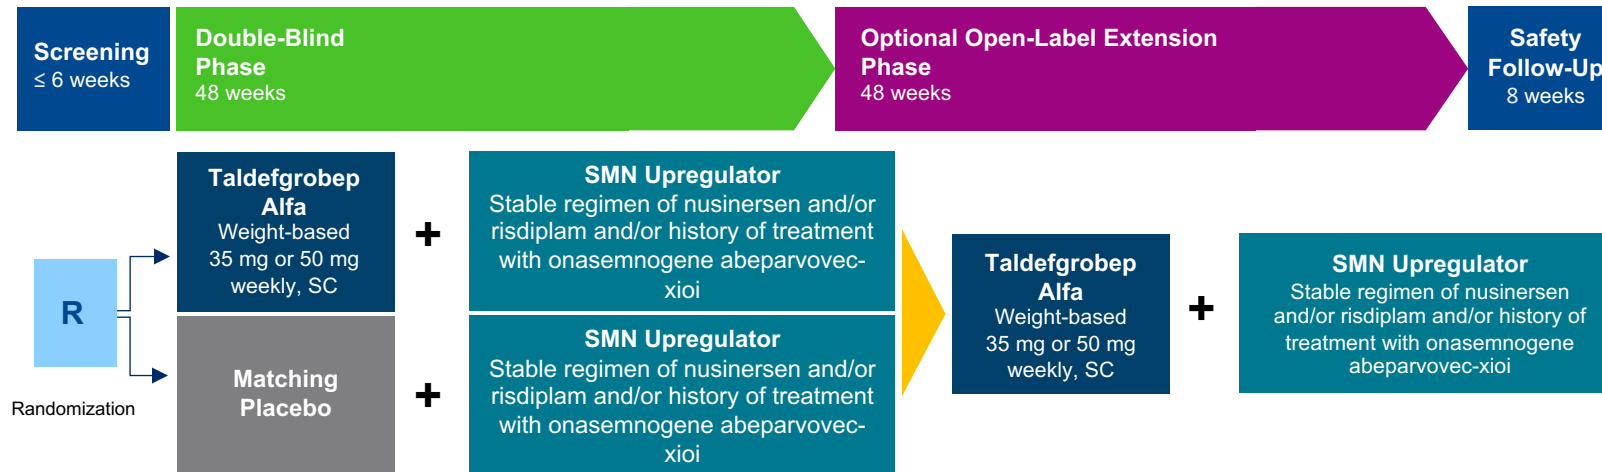 Screening
≤ 6 weeks
Double-Blind
Phase
48 weeks
Optional Open-Label Extension
Phase
48 weeks
Safety
Follow-Up
8 weeks
R
Randomization
Taldefgrobep
Alfa
Weight-based
35 mg or 50 mg
weekly, SC
+
SMN Upregulator
Stable regimen of nusinersen and/or
risdiplam and/or history of treatment
with onasemnogene abeparvovec-
xioi
Matching
Placebo
+
SMN Upregulator
Stable regimen of nusinersen and/or
risdiplam and/or history of treatment
with onasemnogene abeparvovec-
xioi
Taldefgrobep
Alfa
Weight-based
35 mg or 50 mg
weekly, SC
+
SMN Upregulator
Stable regimen of nusinersen
and/or risdiplam and/or history of
treatment with onasemnogene
abeparvovec-xioi